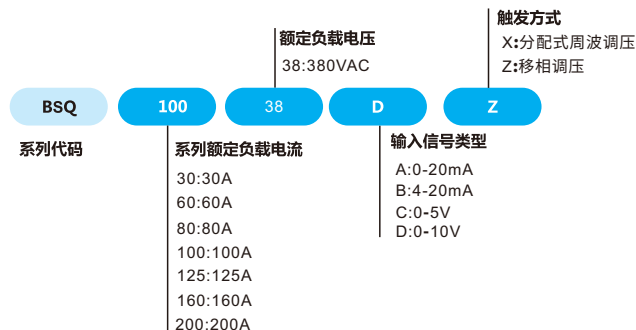 触发方式
X:分配式周波调压
Z:移相调压
额定负载电压
38:380VAC
BSQ
100
38
D
Z
系列代码
系列额定负载电流
30:30A
60:60A
80:80A
100:100A
125:125A
160:160A
200:200A
输入信号类型
A:0-20mA
B:4-20mA
C:0-5V
D:0-10V